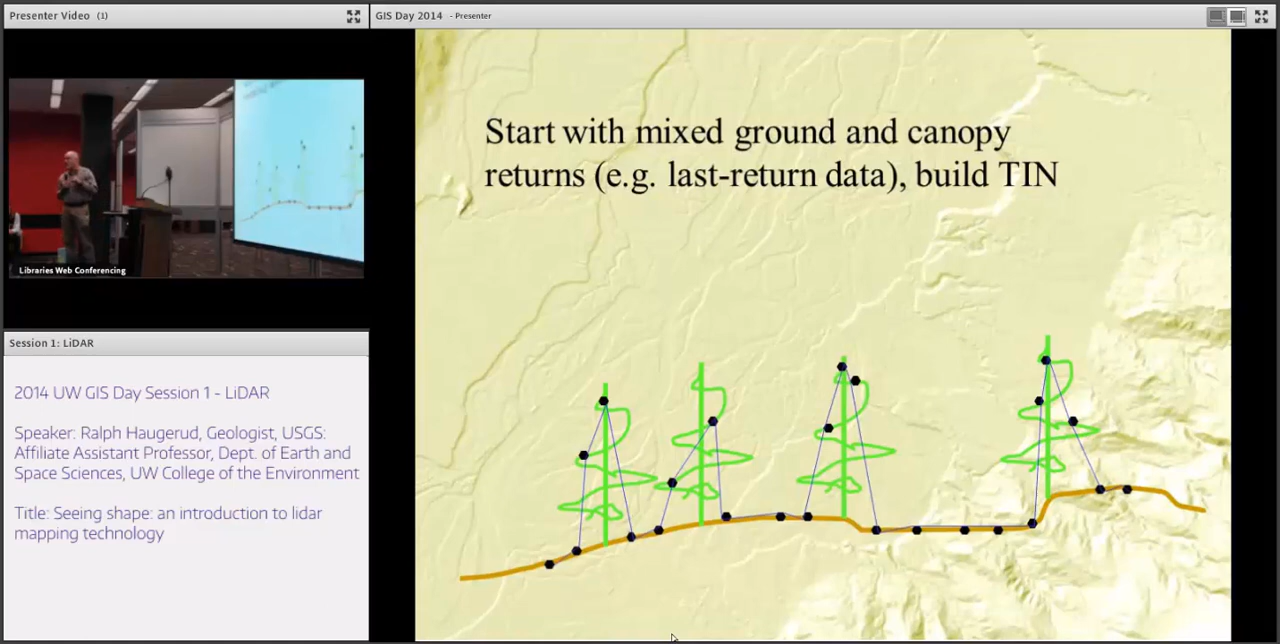 Presenter Video (1)
Libraries Web Conferencing
Session 1: LiDAR
2014 UW GIS Day Session 1 - LiDAR
Speaker: Ralph Haugerud, Geologist, USGS:
Affiliate Assistant Professor, Dept. of Earth and
Space Sciences, UW College of the Environment
Title: Seeing shape: an introduction to lidar
mapping technology
GIS Day 2014 - Presenter
Start with mixed ground and canopy
returns (e.g. last-return data), build TIN